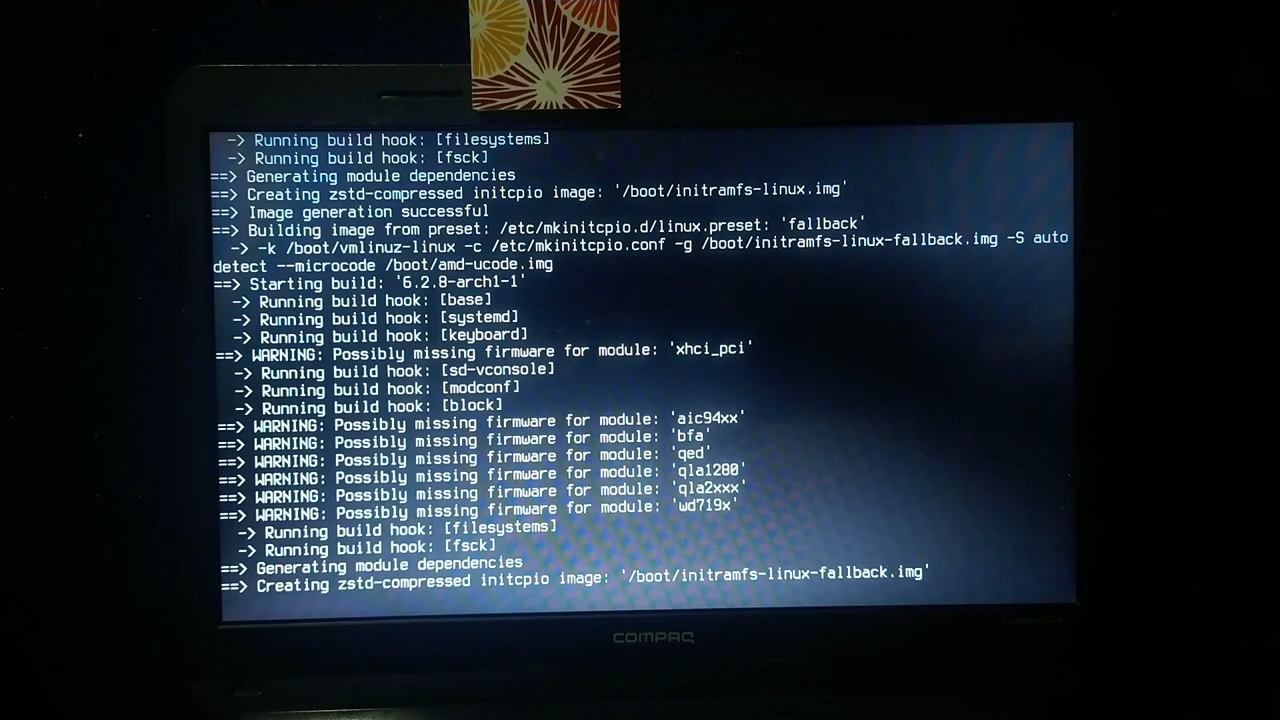 -> Running build hook: [filesystems]
-> Running build hook: [fsck]
==> Generating module dependencies
==> Creating zstd-compressed initcpio image: '/boot/initramfs-linux.img'
==> Image generation successful
==> Building image from preset: /etc/mkinitcpio.d/linux.preset: 'fallback'
-> -k /boot/vmlinuz-linux -c /etc/mkinitcpio.conf -g /boot/initramfs-linux-fallback.img -S auto
detect --microcode /boot/amd-ucode.img
==> Starting build: '6.2.8-arch1-1'
-> Running build hook: [base]
-> Running build hook: [systemd]
-> Running build hook: [keyboard]
==> WARNING: Possibly missing firmware for module: 'xhci_pci'
-> Running build hook: [sd-vconsole]
-> Running build hook: [modconf]
-> Running build hook: [block]
==> WARNING: Possibly missing firmware for module: 'aic94xx'
==> WARNING: Possibly missing firmware for module: 'bfa'
==> WARNING: Possibly missing firmware for module: 'qed'
==> WARNING: Possibly missing firmware for module: 'qla1280'
==> WARNING: Possibly missing firmware for module: 'qla2xxx'
==> WARNING: Possibly missing firmware for module: 'wd719x'
-> Running build hook: [filesystems]
-> Running build hook: [fsck]
==> Generating module dependencies
==> Creating zstd-compressed initcpio image: '/boot/initramfs-linux-fallback.img'
COMPAQ